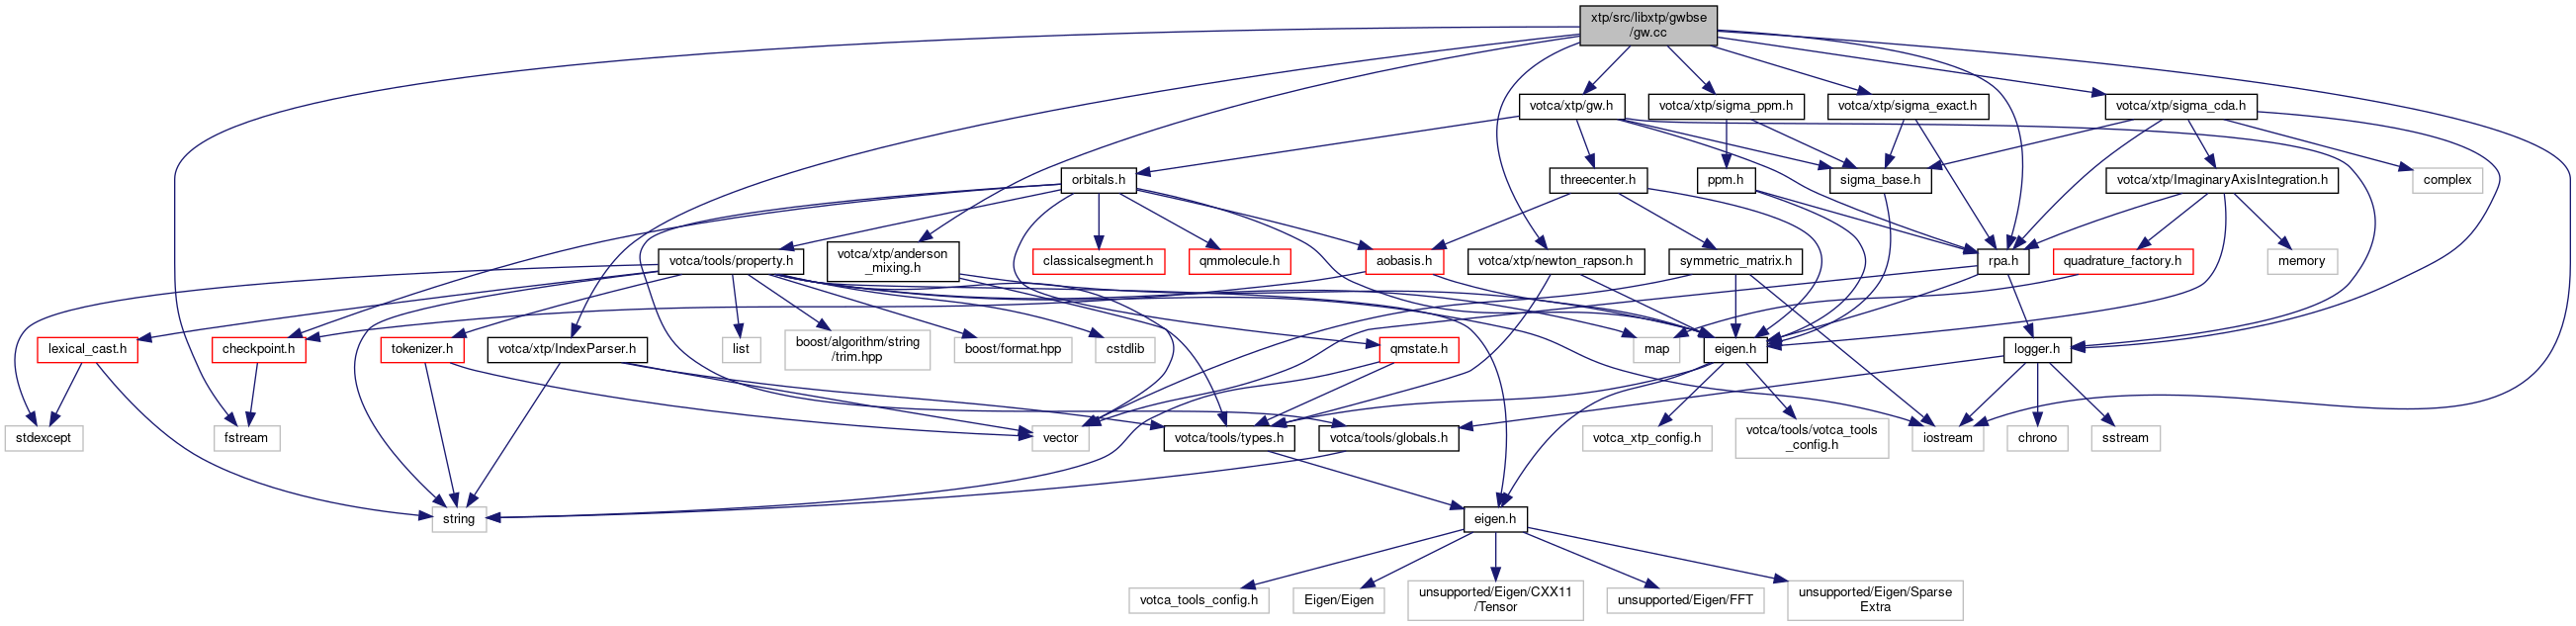 xtp/src/libxtp/gwbse
/gw.cc
votca/xtp/gw.h
votca/xtp/sigma_ppm.h
votca/xtp/sigma_exact.h
votca/xtp/sigma_cda.h
orbitals.h
threecenter.h
ppm.h
sigma_base.h
votca/xtp/ImaginaryAxisIntegration.h
complex
votca/tools/property.h
votca/xtp/anderson
_mixing.h
classicalsegment.h
qmmolecule.h
aobasis.h
votca/xtp/newton_rapson.h
symmetric_matrix.h
rpa.h
quadrature_factory.h
memory
lexical_cast.h
checkpoint.h
tokenizer.h
votca/xtp/IndexParser.h
list
boost/algorithm/string
/trim.hpp
boost/format.hpp
cstdlib
qmstate.h
map
eigen.h
logger.h
stdexcept
fstream
vector
votca/tools/types.h
votca/tools/globals.h
votca_xtp_config.h
votca/tools/votca_tools
_config.h
iostream
chrono
sstream
string
eigen.h
votca_tools_config.h
Eigen/Eigen
unsupported/Eigen/CXX11
/Tensor
unsupported/Eigen/FFT
unsupported/Eigen/Sparse
Extra